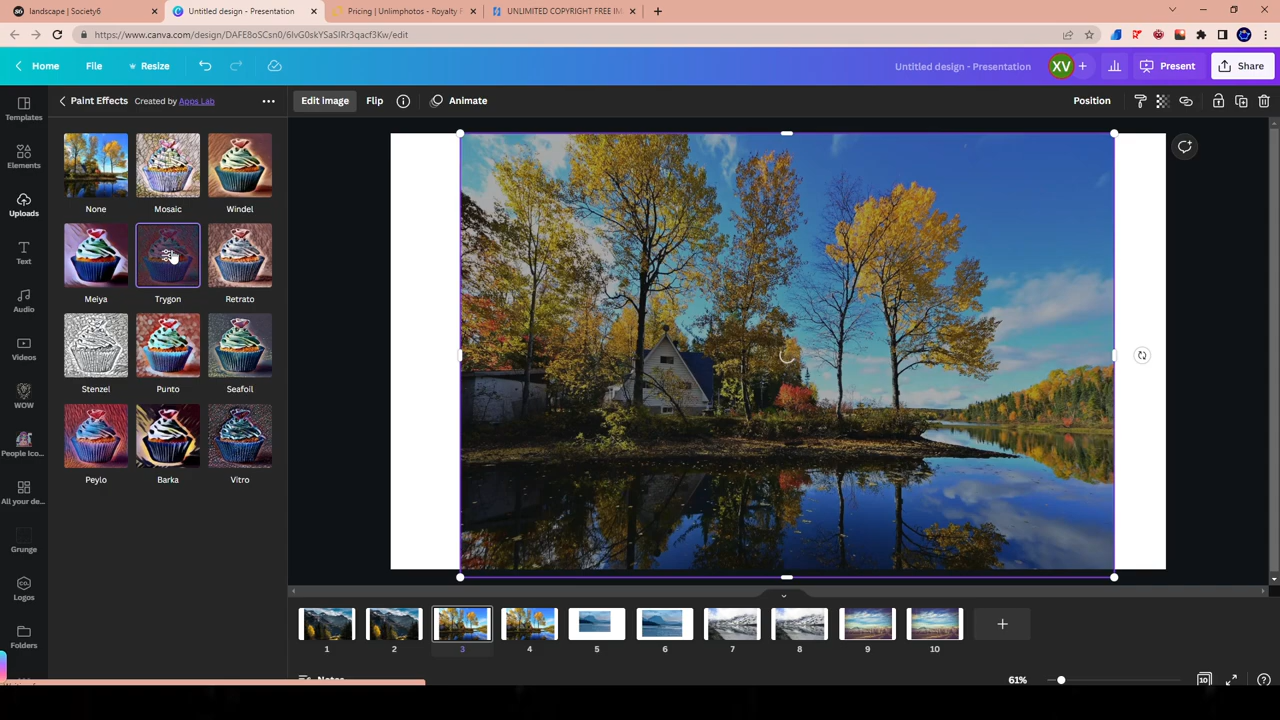 landscape | Society6
Untitled design - Presentation
Pricing | Unlimphotos - Royalty F
UNLIMITED COPYRIGHT FREE IM
https://www.canva.com/design/DAFE8oSCsn0/6lvG0skYSaSIRr3qacf3Kw/edit
Home
File
Resize
Untitled design - Presentation
XV
Present
Share
Templates
Elements
Uploads
Text
Audio
Videos
WOW
People Ico...
All your de...
Grunge
Logos
Folders
Paint Effects Created by Apps Lab
None
Mosaic
Windel
Meiya
Trygon
Retrato
Stenzel
Punto
Seafoil
Peylo
Barka
Vitro
Edit image
Flip
Animate
Position
1
2
3
4
5
6
7
8
9
10
Notes
61%
10